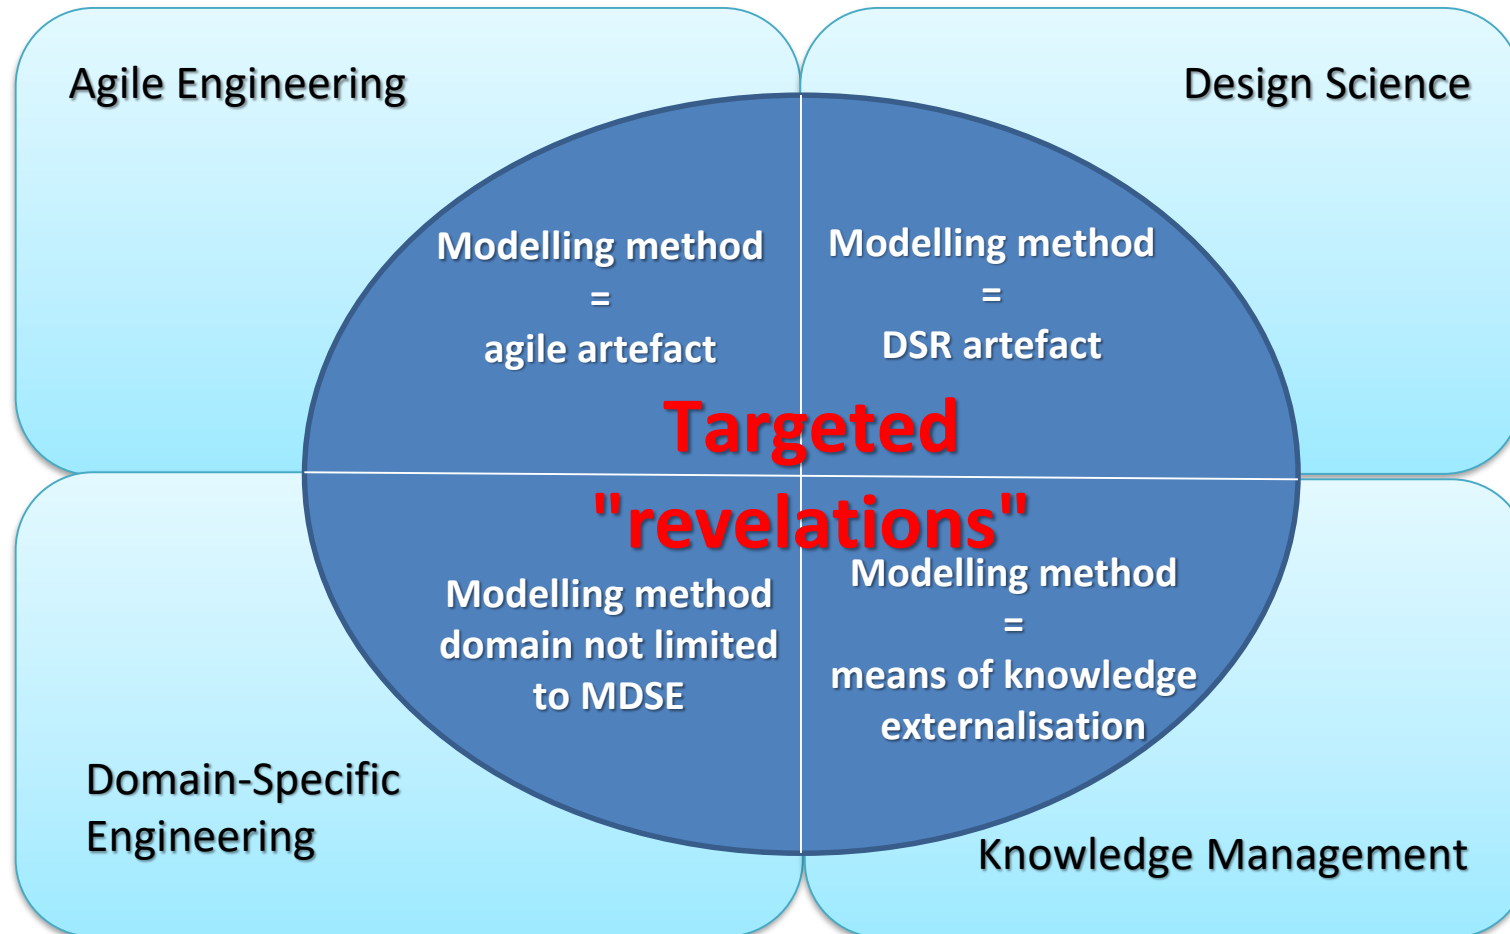 Agile Engineering
Design Science
Modelling method
=
agile artefact
Modelling method
=
DSR artefact
Targeted
"revelations"
Modelling method
domain not limited
to MDSE
Modelling method
=
means of knowledge
externalisation
Domain-Specific
Engineering
Knowledge Management